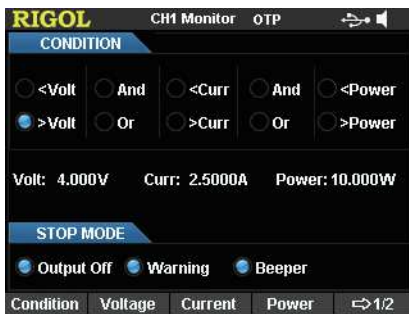 RIGOL CH1 Monitor OTP
CONDITION
<Volt And <Curr And <Power
>Volt Or >Curr Or >Power
Volt: 4.000V Curr: 2.5000A Power: 10.000W
STOP MODE
Output Off Warning Beeper
Condition Voltage Current Power ⇨1/2